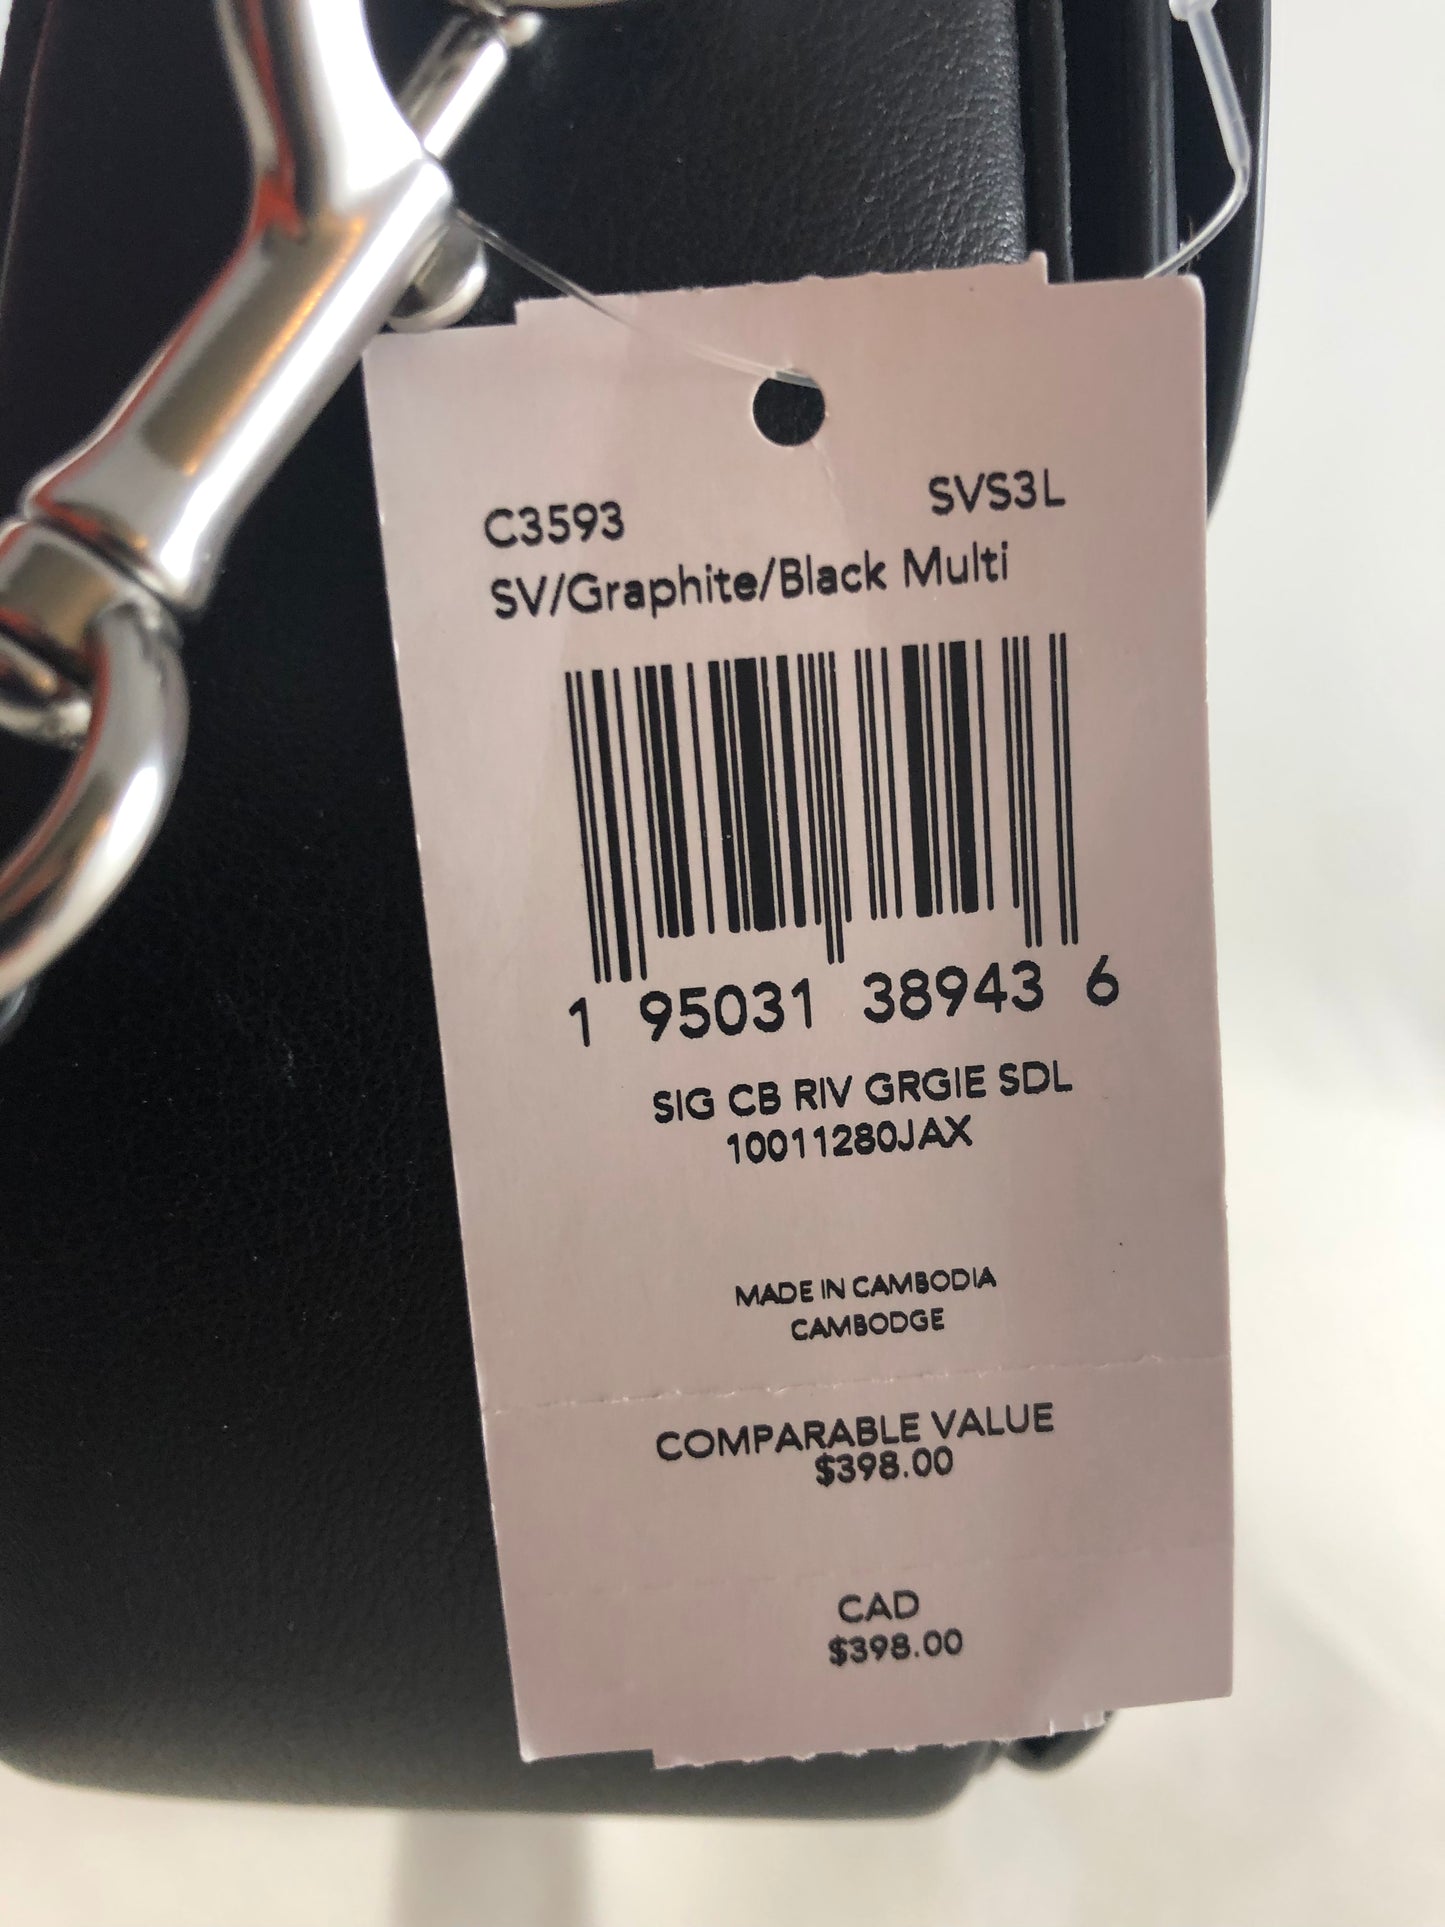 C3593 SVS3L
SV/Graphite/Black Multi
1 95031 38943 6
SIG CB RIV GRGIE SDL
10011280JAX
MADE IN CAMBODIA
CAMBODGE
COMPARABLE VALUE
$398.00
CAD
$398.00